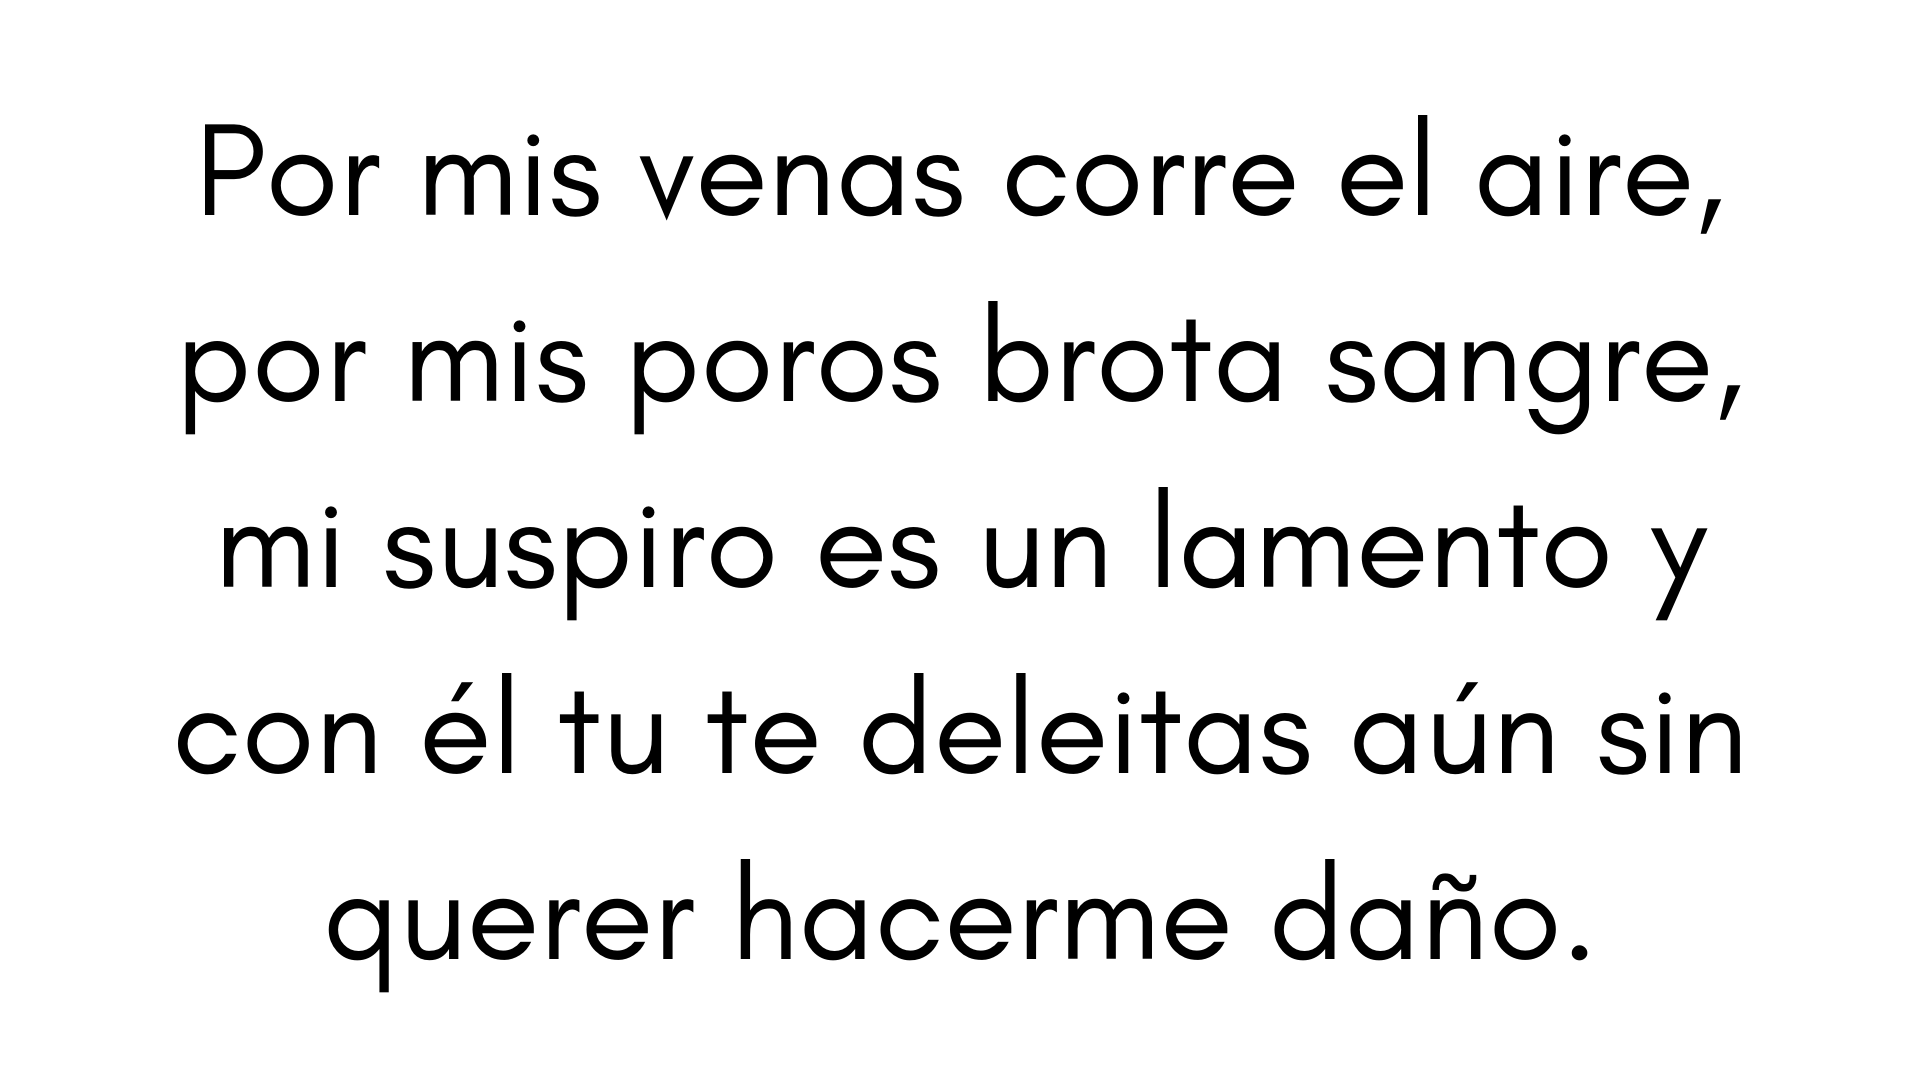 Por mis venas corre el aire,
por mis poros brota sangre,
mi suspiro es un lamento y
con él tu te deleitas aún sin
querer hacerme daño.